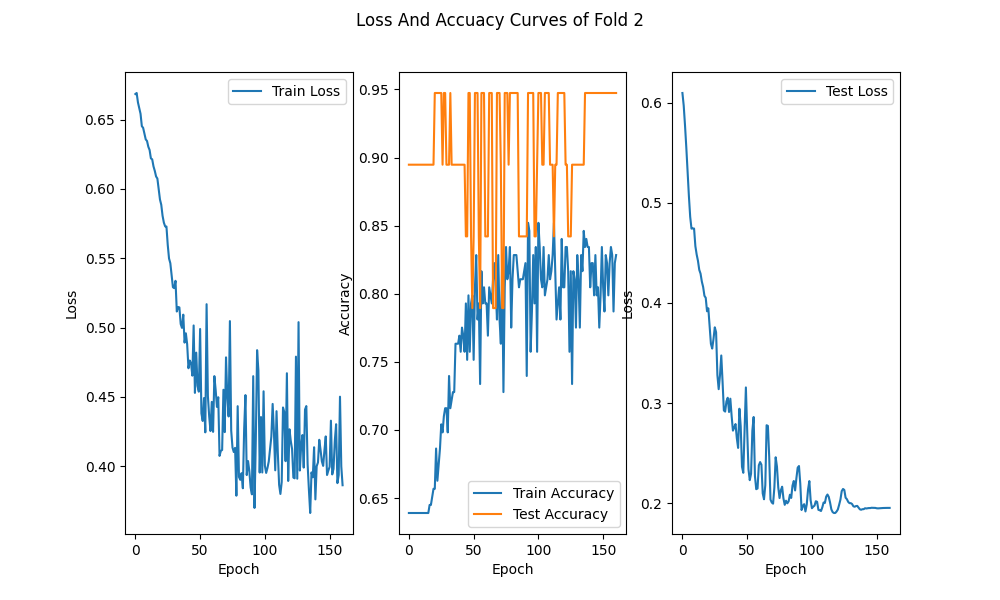 Loss And Accuacy Curves of Fold 2
Train Loss
0.65
0.60
0.55
0.50
0.45
0.40
Loss
0 50 100 150
Epoch
0.95
0.90
0.85
0.80
0.75
0.70
0.65
Accuracy
Train Accuracy
Test Accuracy
0 50 100 150
Epoch
Test Loss
0.6
0.5
0.4
0.3
0.2
Loss
0 50 100 150
Epoch